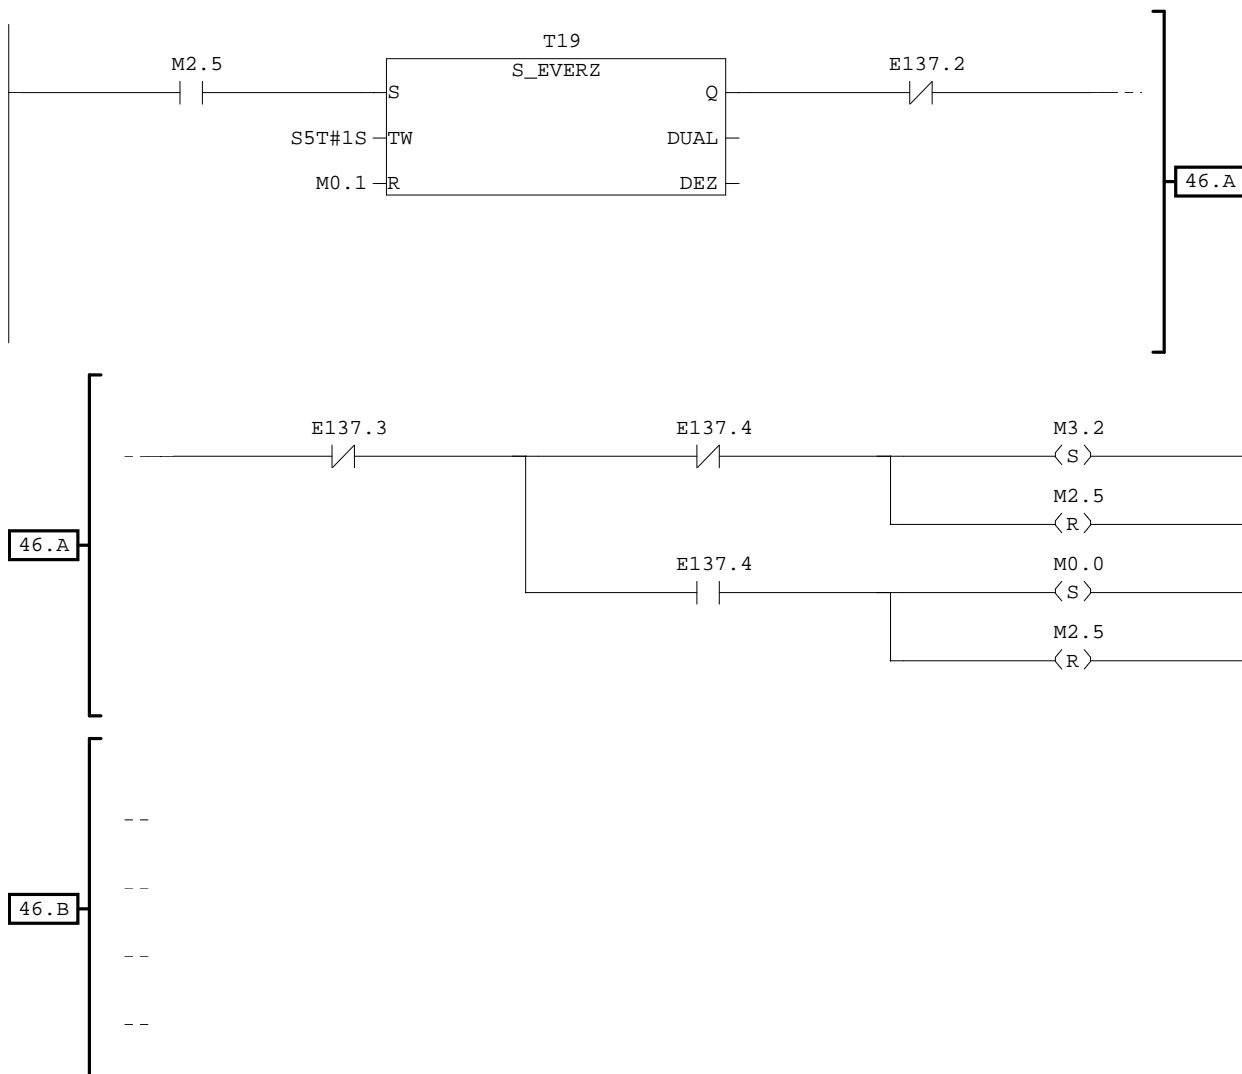 T19
M2.5
S_EVERZ
E137.2
S
Q
S5T#1S
TW
DUAL
M0.1
R
DEZ
46.A
E137.3
E137.4
M3.2
S
M2.5
R
46.A
E137.4
M0.0
S
M2.5
R
46.B